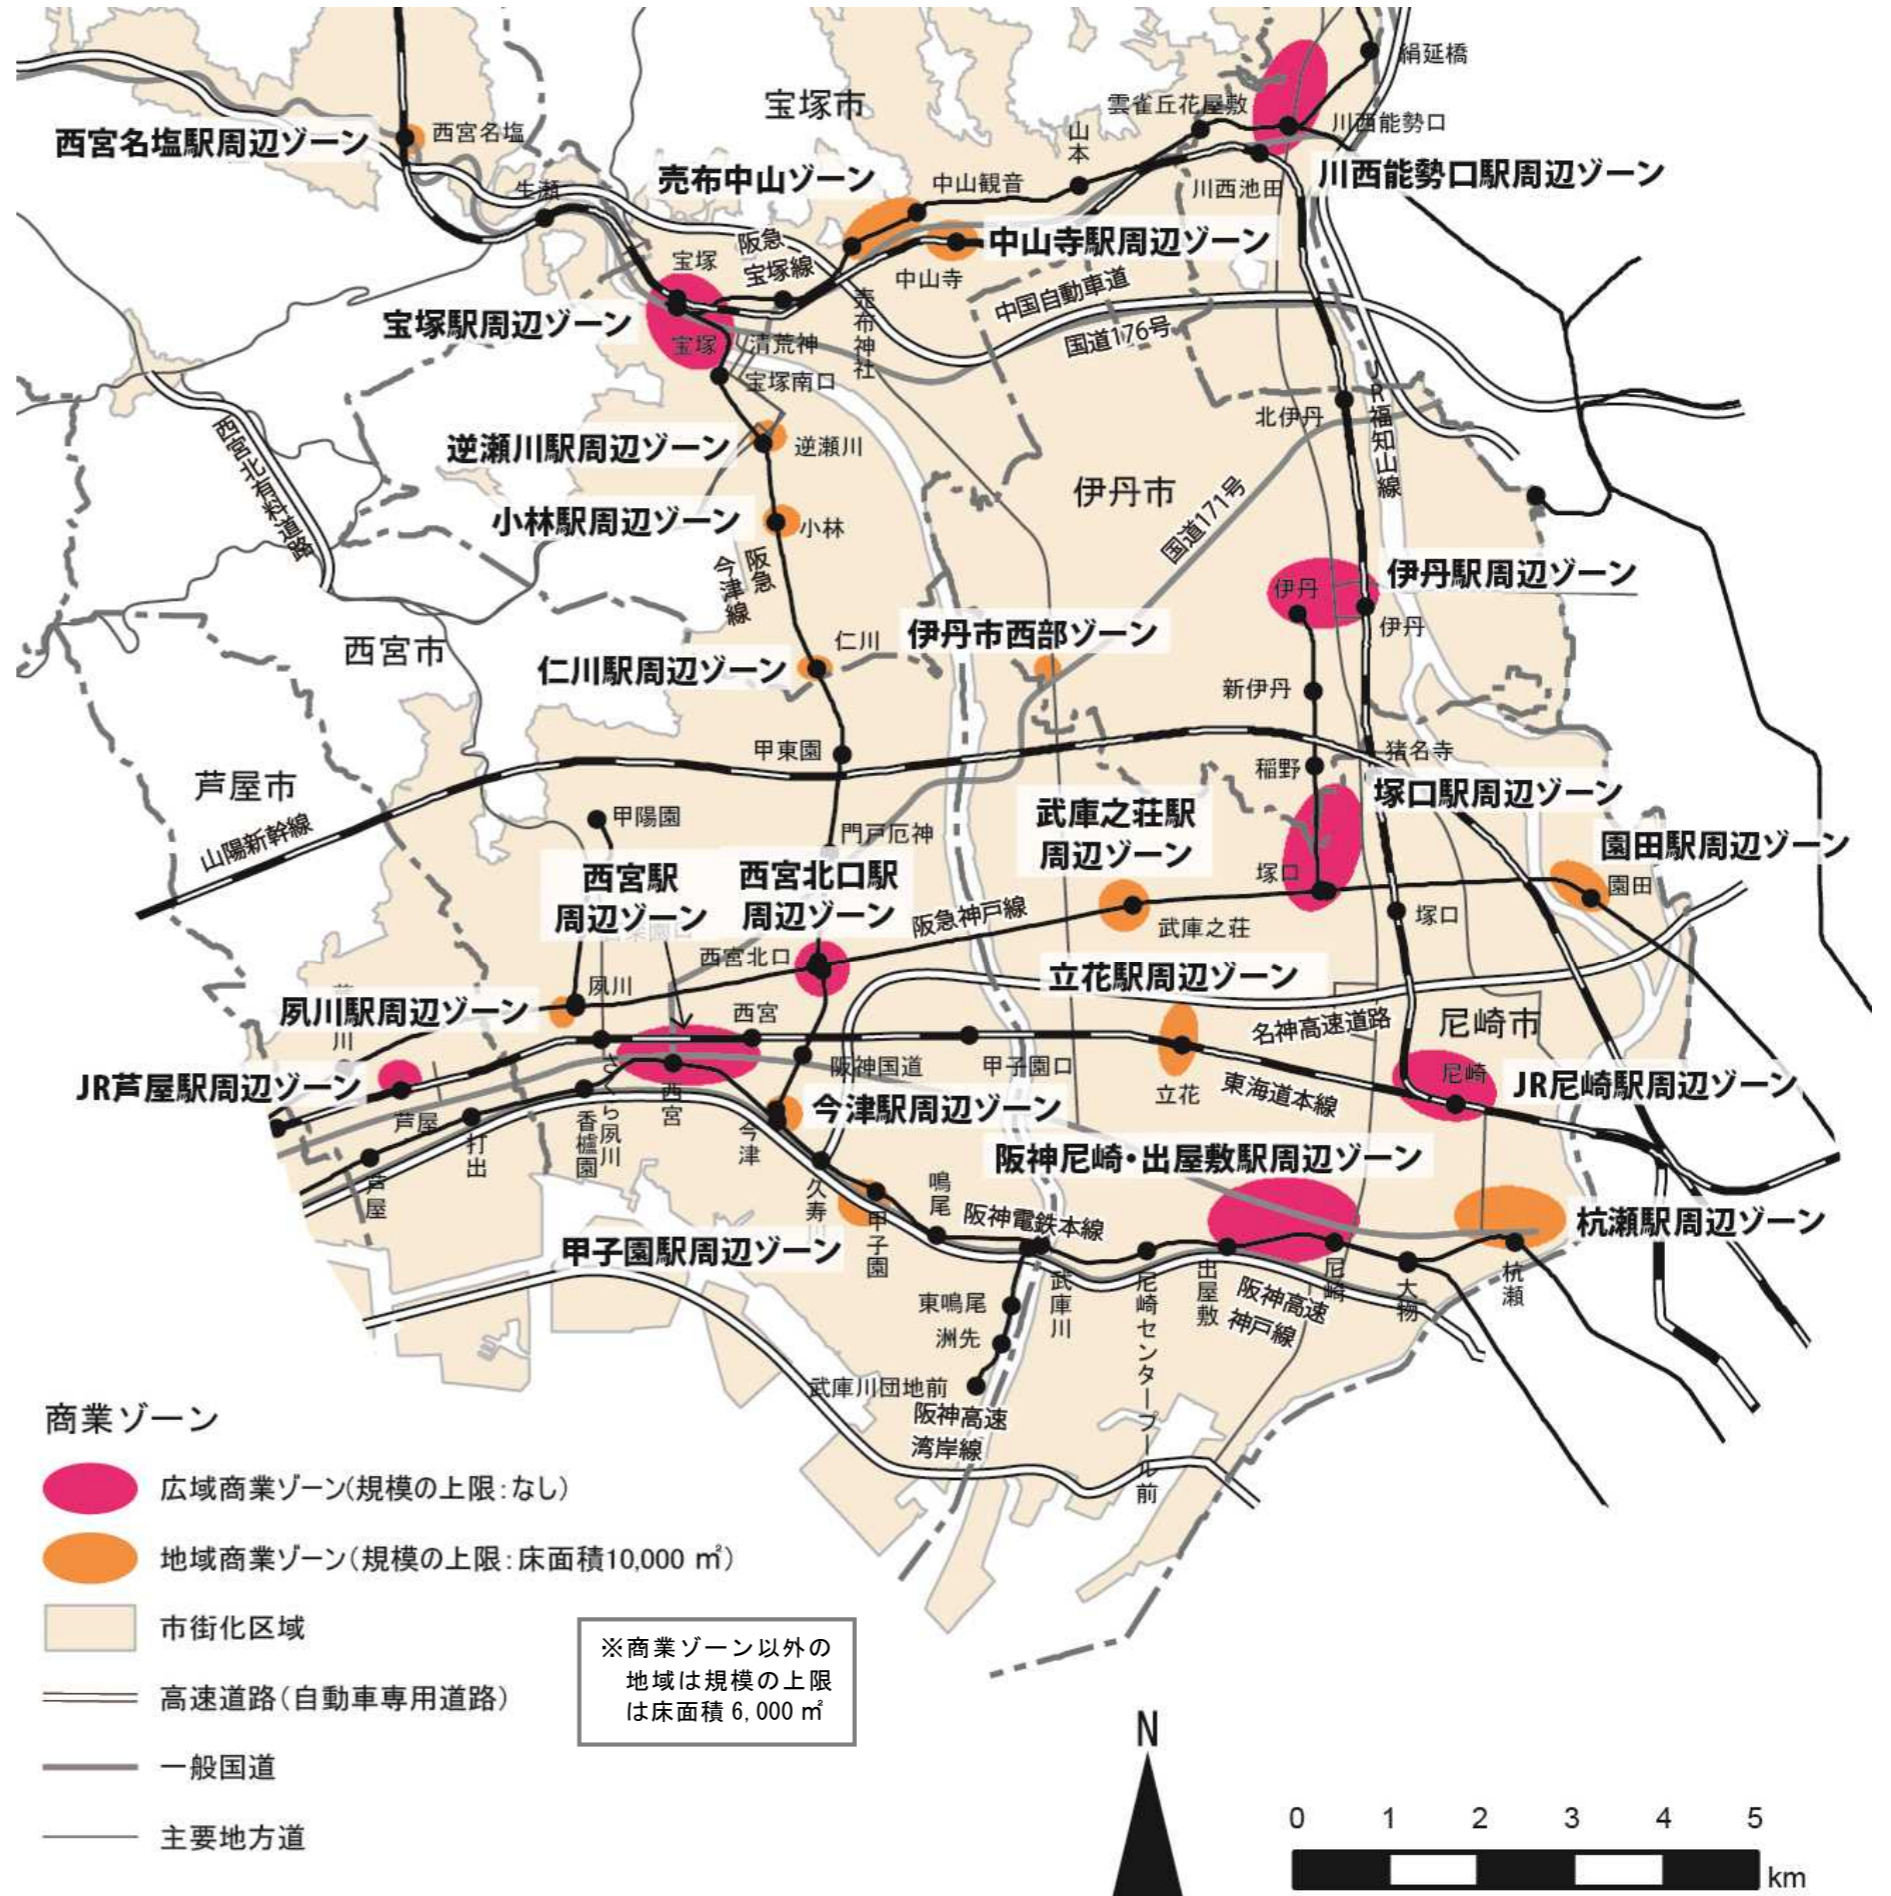 絹延橋
宝塚市
雲雀丘花屋敷
川西能勢口
西宮名塩駅周辺ゾーン
西宮名塩
山本
売布中山ゾーン
中山観音
川西能勢口駅周辺ゾーン
生瀬
川西池田
阪急
宝塚線
中山寺駅周辺ゾーン
宝塚
中山寺
中国自動車道
売布神社
宝塚駅周辺ゾーン
国道176号
宝塚
清荒神
宝塚南口
JR福知山線
北伊丹
西宮北有料道路
逆瀬川駅周辺ゾーン
逆瀬川
伊丹市
国道171号
小林駅周辺ゾーン
小林
阪急
今津線
伊丹駅周辺ゾーン
伊丹
伊丹
西宮市
仁川
伊丹市西部ゾーン
仁川駅周辺ゾーン
新伊丹
甲東園
猪名寺
稲野
芦屋市
塚口駅周辺ゾーン
山陽新幹線
甲陽園
門戸厄神
武庫之荘駅
周辺ゾーン
園田駅周辺ゾーン
西宮駅
周辺ゾーン
西宮北口駅
周辺ゾーン
塚口
園田
阪急神戸線
武庫之荘
塚口
西宮北口
立花駅周辺ゾーン
夙川
夙川駅周辺ゾーン
西宮
名神高速道路
尼崎市
川
さくら夙川
阪神国道
甲子園口
JR芦屋駅周辺ゾーン
尼崎
JR尼崎駅周辺ゾーン
西宮
立花
東海道本線
芦屋
打出
香櫨園
今津
今津駅周辺ゾーン
阪神尼崎・出屋敷駅周辺ゾーン
芦屋
久寿川
鳴尾
阪神電鉄本線
杭瀬駅周辺ゾーン
甲子園
甲子園駅周辺ゾーン
武庫川
尼崎センタープール前
出屋敷
尼崎
大物
杭瀬
東鳴尾
阪神高速
神戸線
洲先
武庫川団地前
阪神高速
湾岸線
商業ゾーン
広域商業ゾーン(規模の上限:なし)
地域商業ゾーン(規模の上限:床面積10,000 ㎡)
市街化区域
高速道路(自動車専用道路)
一般国道
主要地方道
※商業ゾーン以外の
地域は規模の上限
は床面積 6,000 ㎡
N
0 1 2 3 4 5
km